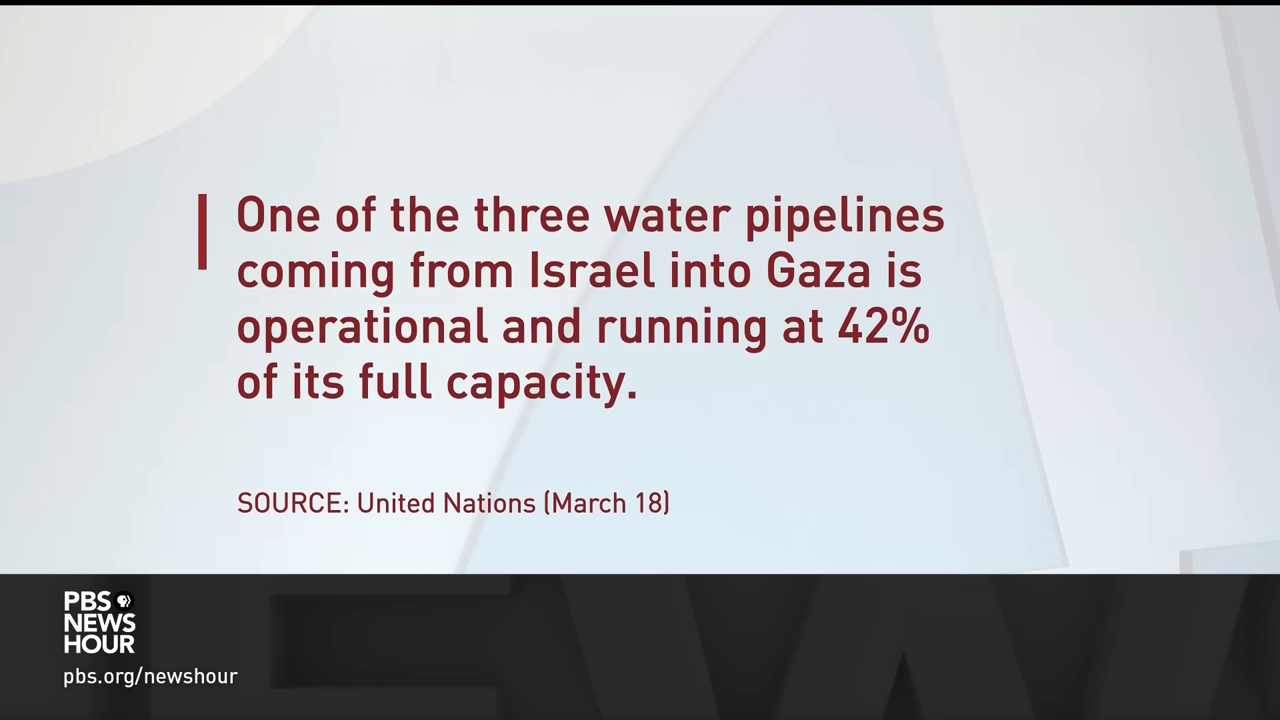 One of the three water pipelines
coming from Israel into Gaza is
operational and running at 42%
of its full capacity.
SOURCE: United Nations (March 18)
PBS
NEWS
HOUR
pbs.org/newshour